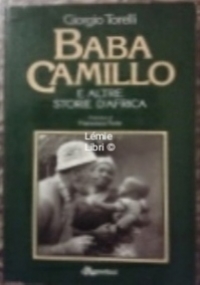 Giorgio Torelli
BABA
CAMILLO
E ALTRE
STORIE D'AFRICA
Lémie
Libri ©